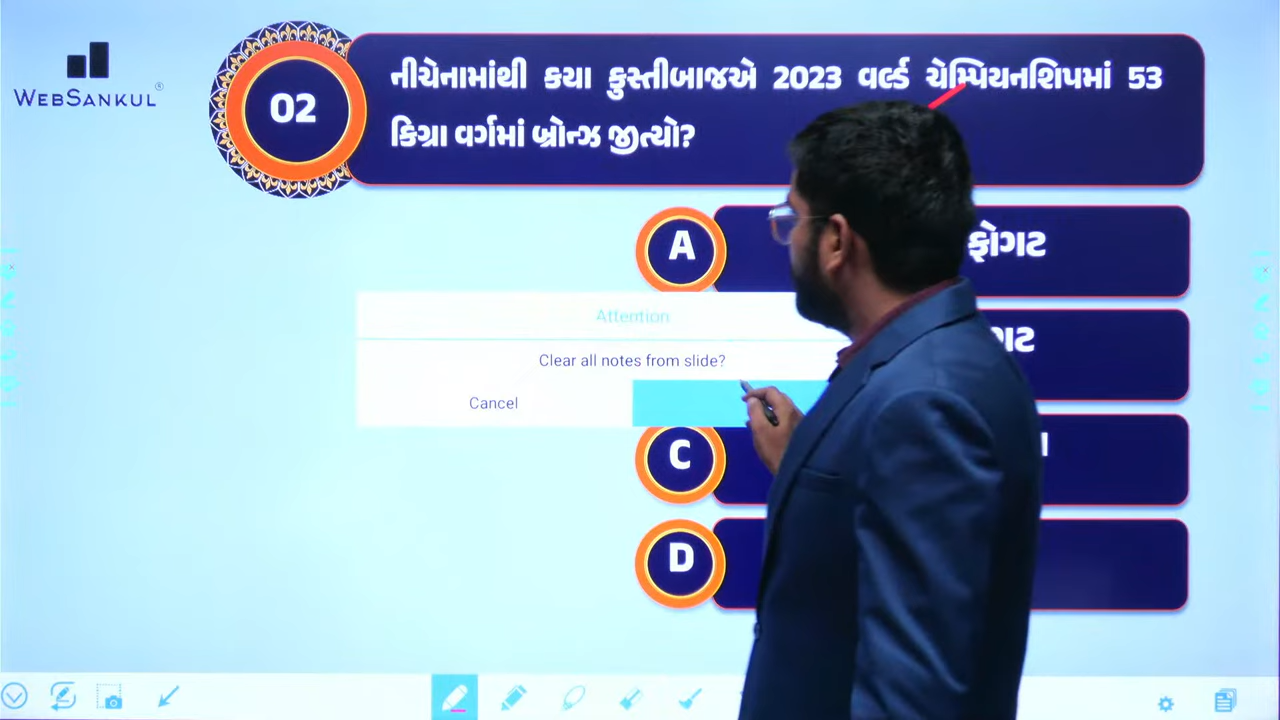 WEBSANKUL®
02
નીચેનામાંથી કયા કુસ્તીબાજએ 2023 વર્લ્ડ ચેમ્પિયનશિપમાં 53
કિગ્રા વર્ગમાં બ્રોન્ઝ જીત્યો?
A
ફોગટ
Attention
Clear all notes from slide?
Cancel
C
D